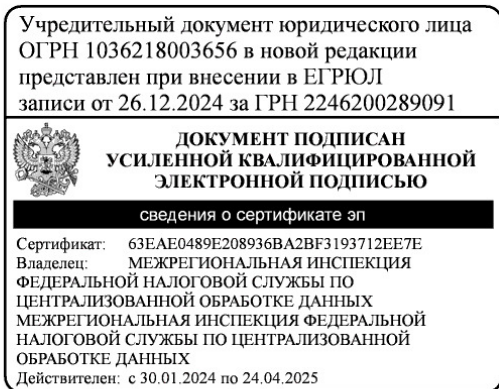 Учредительный документ юридического лица
ОГРН 1036218003656 в новой редакции
представлен при внесении в ЕГРЮЛ
записи от 26.12.2024 за ГРН 2246200289091
ДОКУМЕНТ ПОДПИСАН
УСИЛЕННОЙ КВАЛИФИЦИРОВАННОЙ
ЭЛЕКТРОННОЙ ПОДПИСЬЮ
сведения о сертификате эп
Сертификат: 63EAE0489E208936BA2BF3193712EE7E
Владелец: МЕЖРЕГИОНАЛЬНАЯ ИНСПЕКЦИЯ
ФЕДЕРАЛЬНОЙ НАЛОГОВОЙ СЛУЖБЫ ПО
ЦЕНТРАЛИЗОВАННОЙ ОБРАБОТКЕ ДАННЫХ
МЕЖРЕГИОНАЛЬНАЯ ИНСПЕКЦИЯ ФЕДЕРАЛЬНОЙ
НАЛОГОВОЙ СЛУЖБЫ ПО ЦЕНТРАЛИЗОВАННОЙ
ОБРАБОТКЕ ДАННЫХ
Действителен: с 30.01.2024 по 24.04.2025